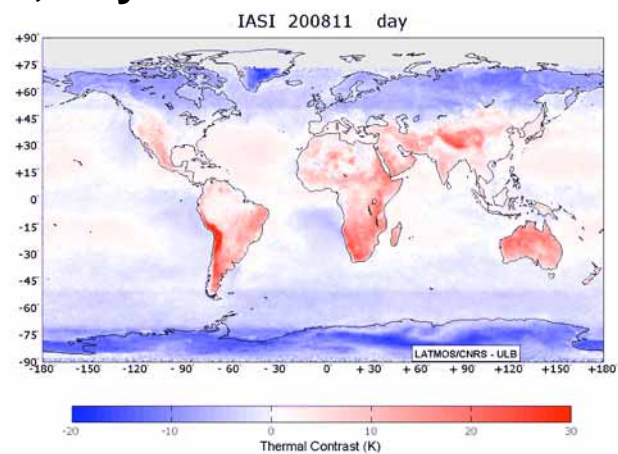 IASI 200811 day
+90
+75
+60
+45
+30
+15
0
-15
-30
-45
-60
-75
-90
LATMOS/CNRS - ULB
-180 -150 -120 - 90 - 60 - 30 0 + 30 + 60 + 90 +120 +150 +180
-20 -10 0 10 20 30
Thermal Contrast (K)